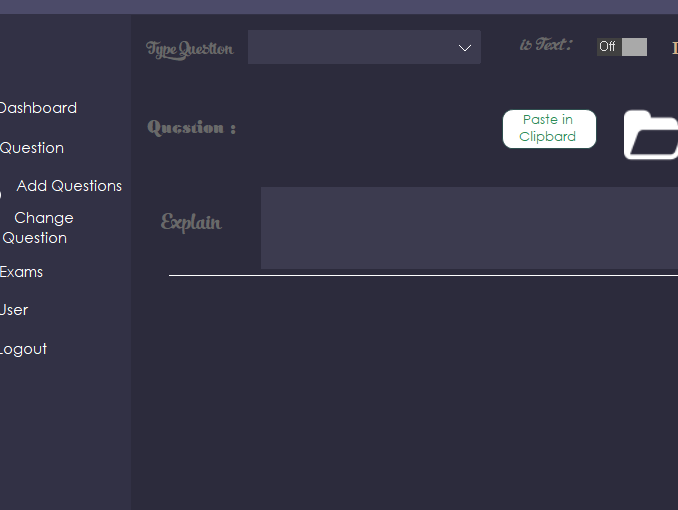 Type Question
is Text :
Off
Dashboard
Question :
Paste in
Clipbard
Question
Add Questions
Change
Question
Explain
Exams
User
Logout